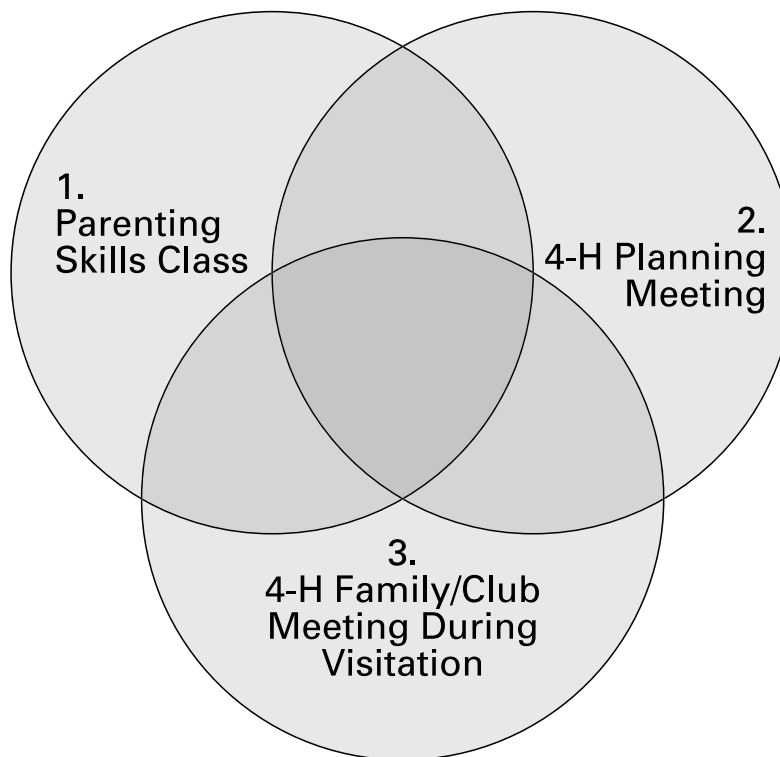 1.
Parenting
Skills Class
2.
4-H Planning
Meeting
3.
4-H Family/Club
Meeting During
Visitation